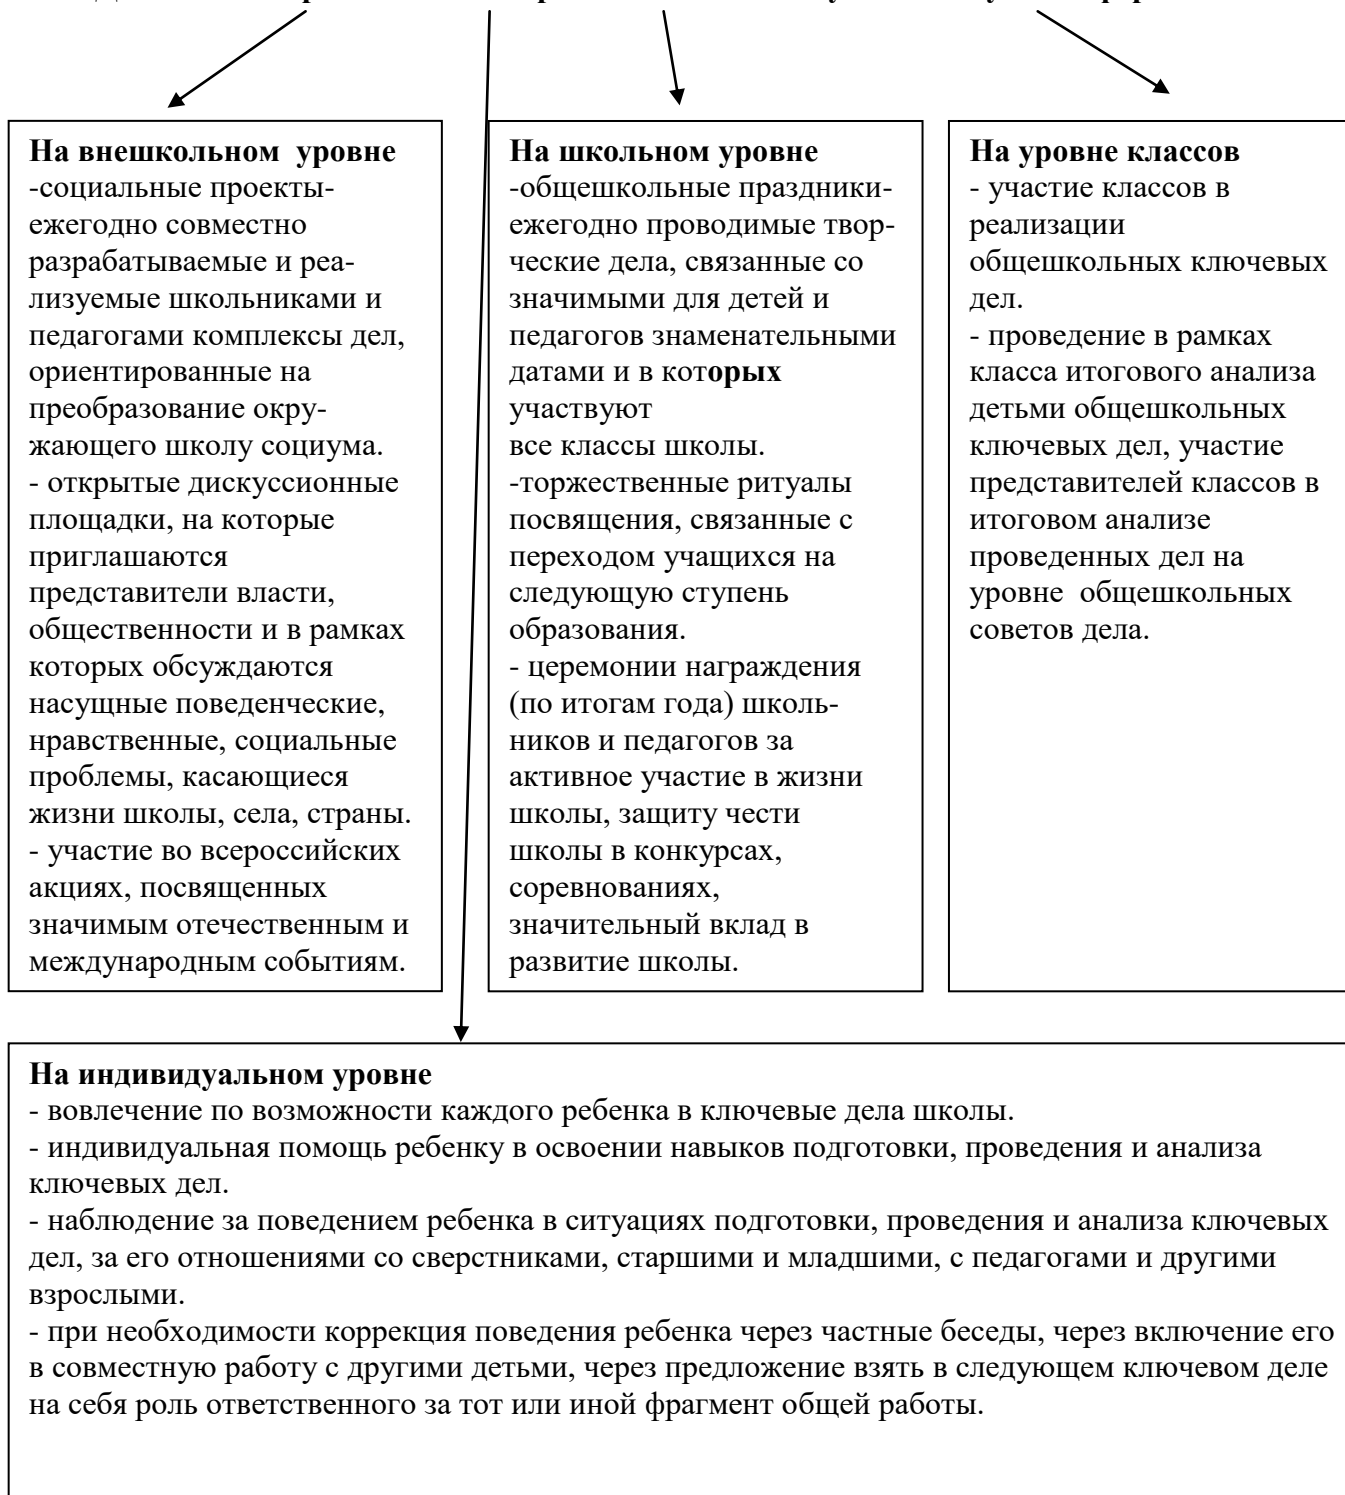 На внешкольном  уровне
-социальные проекты-
ежегодно совместно
разрабатываемые и реа-
лизуемые школьниками и
педагогами комплексы дел,
ориентированные на
преобразование окру-
жающего школу социума.
- открытые дискуссионные
площадки, на которые
приглашаются
представители власти,
общественности и в рамках
которых обсуждаются
насущные поведенческие,
нравственные, социальные
проблемы, касающиеся
жизни школы, села, страны.
- участие во всероссийских
акциях, посвященных
значимым отечественным и
международным событиям.
На школьном уровне
-общешкольные праздники-
ежегодно проводимые твор-
ческие дела, связанные со
значимыми для детей и
педагогов знаменательными
датами и в которых
участвуют
все классы школы.
-торжественные ритуалы
посвящения, связанные с
переходом учащихся на
следующую ступень
образования.
- церемонии награждения
(по итогам года) школь-
ников и педагогов за
активное участие в жизни
школы, защиту чести
школы в конкурсах,
соревнованиях,
значительный вклад в
развитие школы.
На уровне классов
- участие классов в
реализации
общешкольных ключевых
дел.
- проведение в рамках
класса итогового анализа
детьми общешкольных
ключевых дел, участие
представителей классов в
итоговом анализе
проведенных дел на
уровне  общешкольных
советов дела.
На индивидуальном уровне
- вовлечение по возможности каждого ребенка в ключевые дела школы.
- индивидуальная помощь ребенку в освоении навыков подготовки, проведения и анализа
ключевых дел.
- наблюдение за поведением ребенка в ситуациях подготовки, проведения и анализа ключевых
дел, за его отношениями со сверстниками, старшими и младшими, с педагогами и другими
взрослыми.
- при необходимости коррекция поведения ребенка через частные беседы, через включение его
в совместную работу с другими детьми, через предложение взять в следующем ключевом деле
на себя роль ответственного за тот или иной фрагмент общей работы.